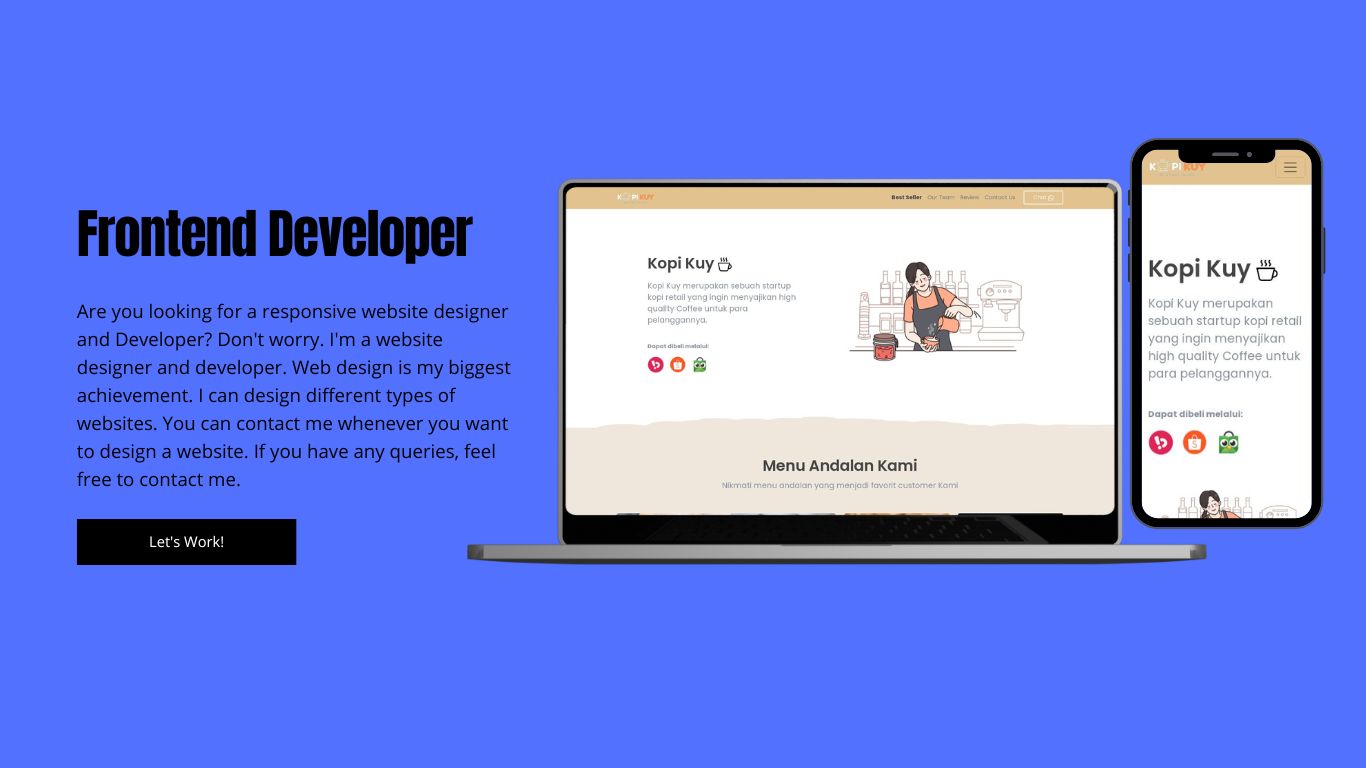 Frontend Developer
Are you looking for a responsive website designer
and Developer? Don't worry. I'm a website
designer and developer. Web design is my biggest
achievement. I can design different types of
websites. You can contact me whenever you want
to design a website. If you have any queries, feel
free to contact me.
Let's Work!
KOPI KUY
Best Seller Our Team Review Contact Us Chat
Kopi Kuy
Kopi Kuy merupakan sebuah startup
kopi retail yang ingin menyajikan high
quality Coffee untuk para
pelanggannya.
Dapat dibeli melalui:
Menu Andalan Kami
Nikmati menu andalan yang menjadi favorit customer Kami
KOPI KUY
Kopi Kuy
Kopi Kuy merupakan
sebuah startup kopi retail
yang ingin menyajikan
high quality Coffee untuk
para pelanggannya.
Dapat dibeli melalui: